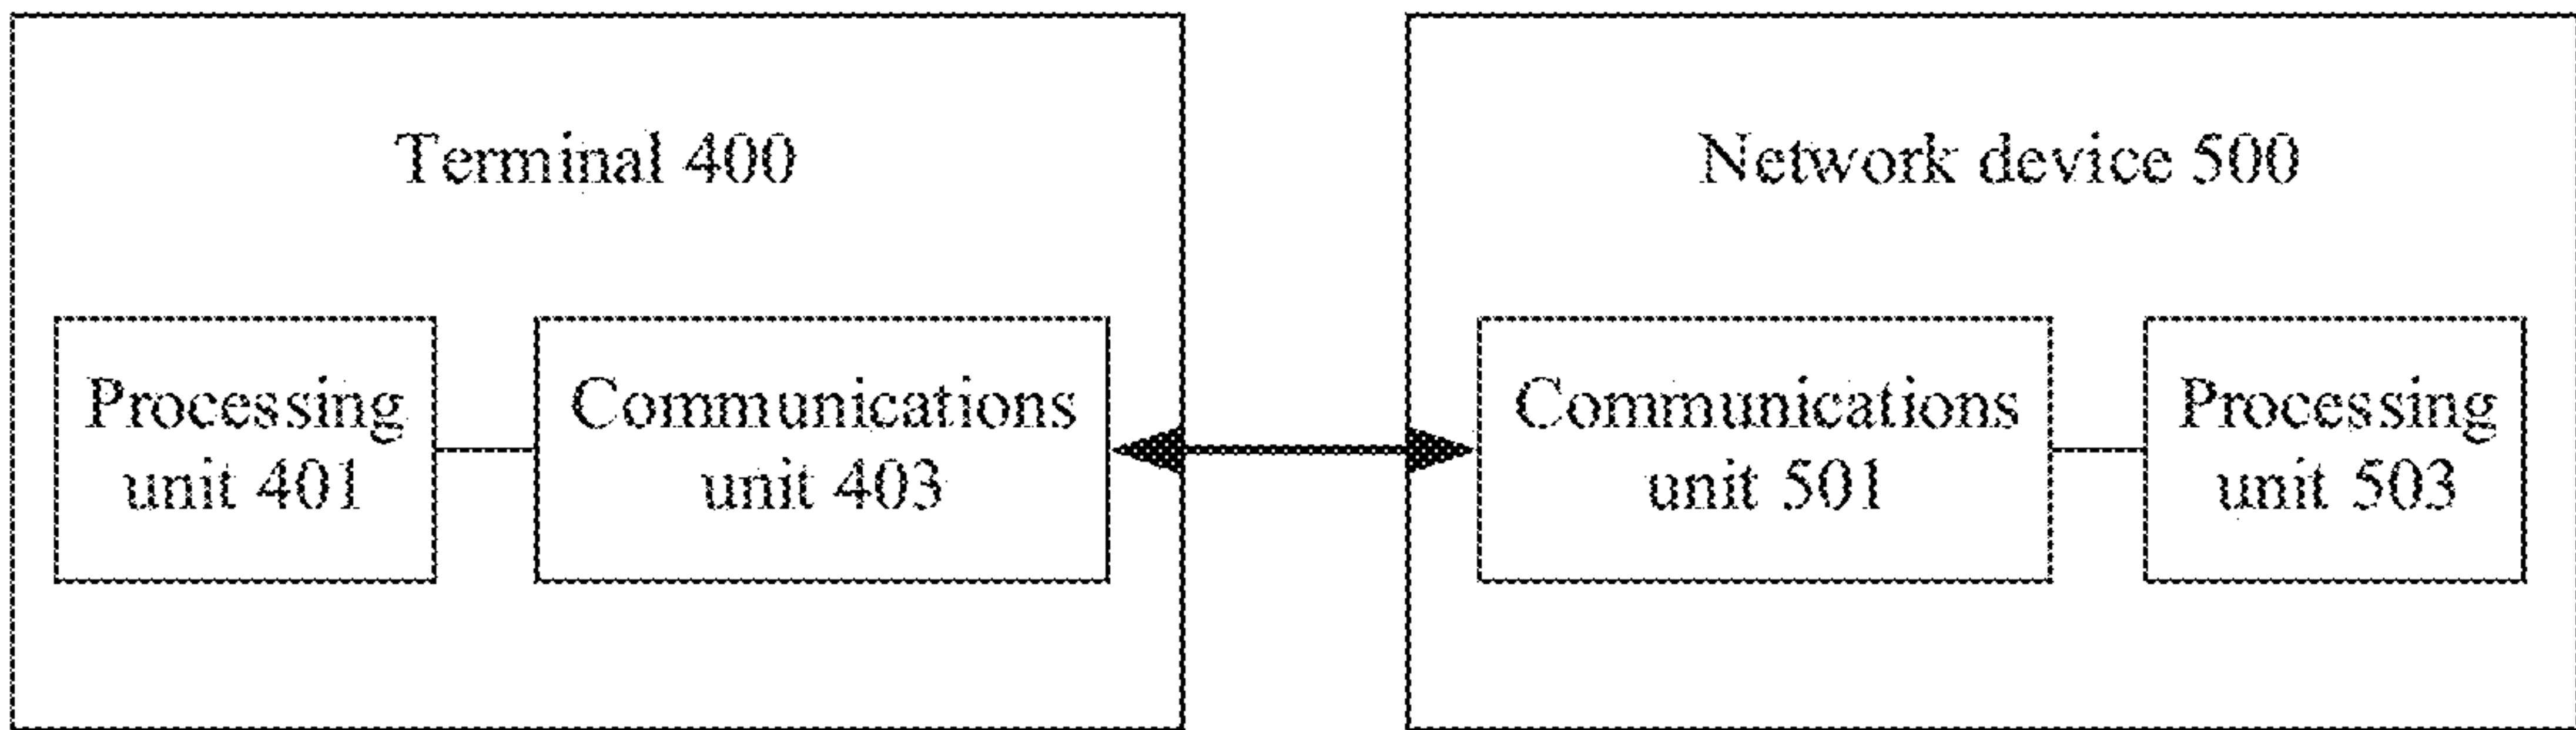 Terminal 400
Network device 500
Processing
unit 401
Communications
unit 403
Communications
unit 501
Processing
unit 503